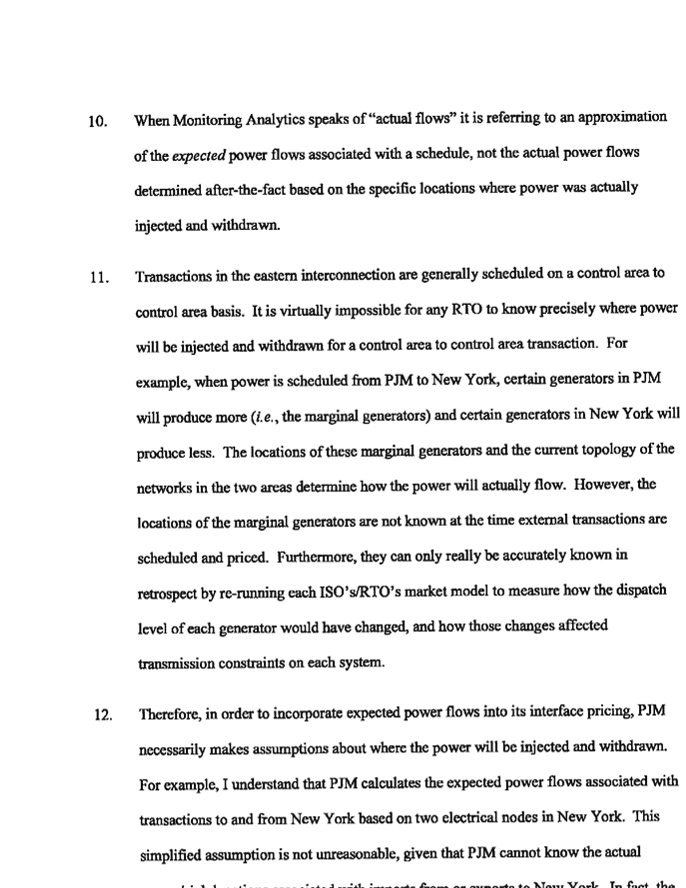 10. When Monitoring Analytics speaks of “actual flows” it is referring to an approximation
of the expected power flows associated with a schedule, not the actual power flows
determined after-the-fact based on the specific locations where power was actually
injected and withdrawn.
11. Transactions in the eastern interconnection are generally scheduled on a control area to
control area basis. It is virtually impossible for any RTO to know precisely where power
will be injected and withdrawn for a control area to control area transaction. For
example, when power is scheduled from PJM to New York, certain generators in PJM
will produce more (i.e., the marginal generators) and certain generators in New York will
produce less. The locations of these marginal generators and the current topology of the
networks in the two areas determine how the power will actually flow. However, the
locations of the marginal generators are not known at the time external transactions are
scheduled and priced. Furthermore, they can only really be accurately known in
retrospect by re-running each ISO’s/RTO’s market model to measure how the dispatch
level of each generator would have changed, and how those changes affected
transmission constraints on each system.
12. Therefore, in order to incorporate expected power flows into its interface pricing, PJM
necessarily makes assumptions about where the power will be injected and withdrawn.
For example, I understand that PJM calculates the expected power flows associated with
transactions to and from New York based on two electrical nodes in New York. This
simplified assumption is not unreasonable, given that PJM cannot know the actual
New York. In fact, the